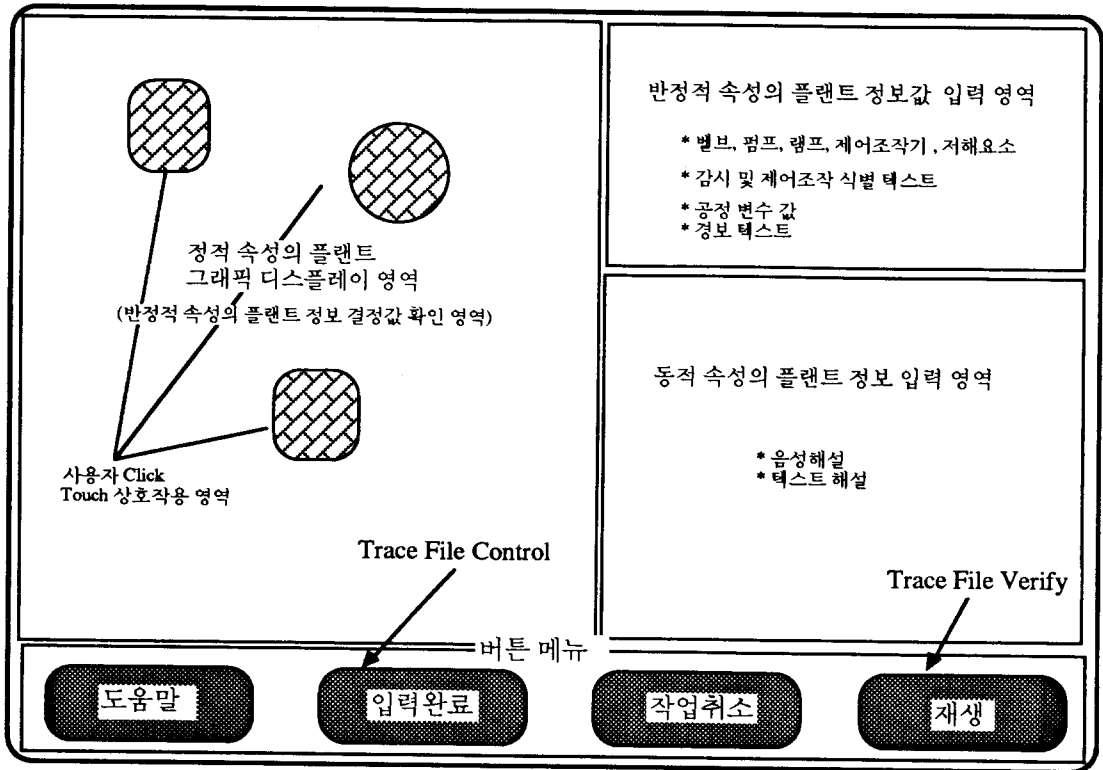 정적 속성의 플랜트
그래픽 디스플레이 영역
(반정적 속성의 플랜트 정보 결정값 확인 영역)
사용자 Click
Touch 상호작용 영역
반정적 속성의 플랜트 정보값 입력 영역
* 밸브, 펌프, 램프, 제어조작기 , 저해요소
* 감시 및 제어조작 식별 텍스트
* 공정 변수 값
* 경보 텍스트
동적 속성의 플랜트 정보 입력 영역
* 음성해설
* 텍스트 해설
Trace File Control
Trace File Verify
버튼 메뉴
도움말
입력완료
작업취소
재생